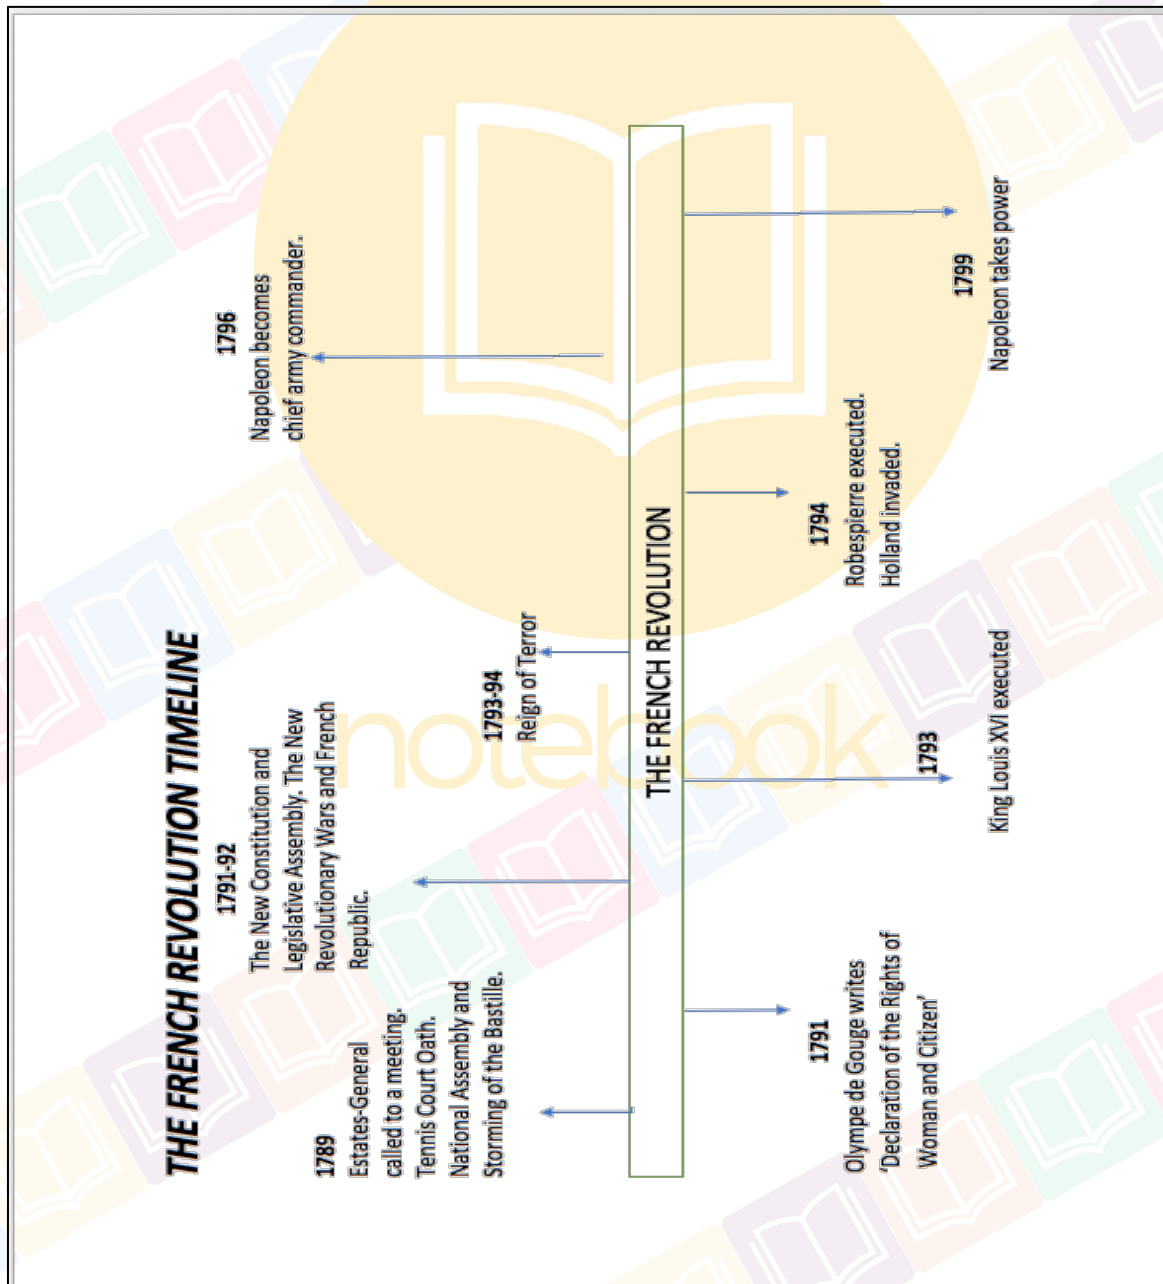 THE FRENCH REVOLUTION TIMELINE
1789
Estates-General
called to a meeting.
Tennis Court Oath.
National Assembly and
Storming of the Bastille.
1791-92
The New Constitution and
Legislative Assembly. The New
Revolutionary Wars and French
Republic.
1793-94
Reign of Terror
1796
Napoleon becomes
chief army commander.
THE FRENCH REVOLUTION
1791
Olympe de Gouge writes
'Declaration of the Rights of
Woman and Citizen'
1793
King Louis XVI executed
1794
Robespierre executed.
Holland invaded.
1799
Napoleon takes power
notebook